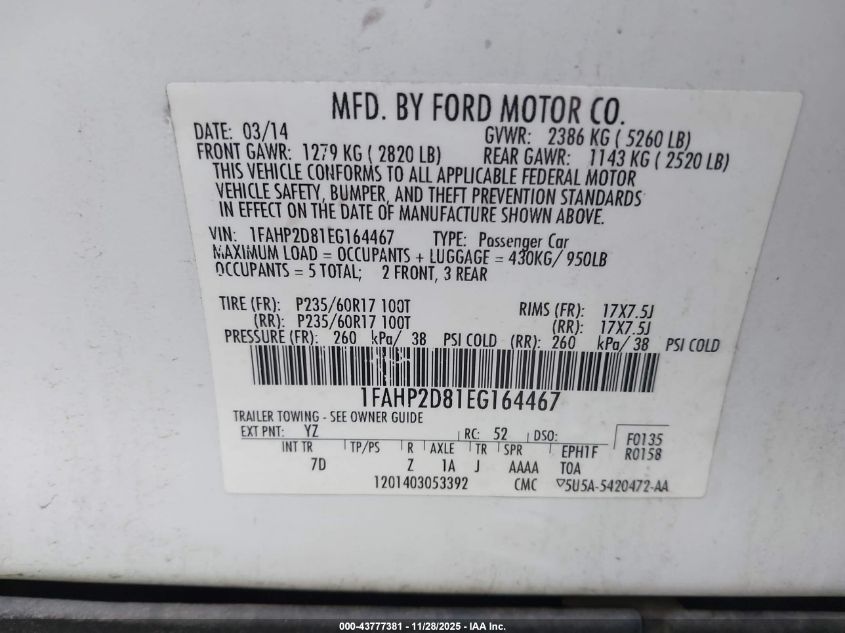 MFD. BY FORD MOTOR CO.
DATE: 03/14 GVWR: 2386 KG ( 5260 LB)
FRONT GAWR: 1279 KG ( 2820 LB) REAR GAWR: 1143 KG ( 2520 LB)
THIS VEHICLE CONFORMS TO ALL APPLICABLE FEDERAL MOTOR
VEHICLE SAFETY, BUMPER, AND THEFT PREVENTION STANDARDS
IN EFFECT ON THE DATE OF MANUFACTURE SHOWN ABOVE.
VIN: 1FAHP2D81EG164467 TYPE: Passenger Car
MAXIMUM LOAD = OCCUPANTS + LUGGAGE = 430KG/ 950LB
OCCUPANTS = 5 TOTAL; 2 FRONT, 3 REAR
TIRE (FR): P235/60R17 100T RIMS (FR): 17X7.5J
(RR): P235/60R17 100T (RR): 17X7.5J
PRESSURE (FR): 260 kPa/ 38 PSI COLD (RR): 260 kPa/ 38 PSI COLD
1FAHP2D81EG164467
TRAILER TOWING - SEE OWNER GUIDE
EXT PNT: YZ RC: 52 DSO: F0135
INT TR TP/PS R AXLE TR SPR EPH1F R0158
7D Z 1A J AAAA TOA
1201403053392 CMC ▽5U5A-5420472-AA
000-43777381 - 11/28/2025 - IAA Inc.